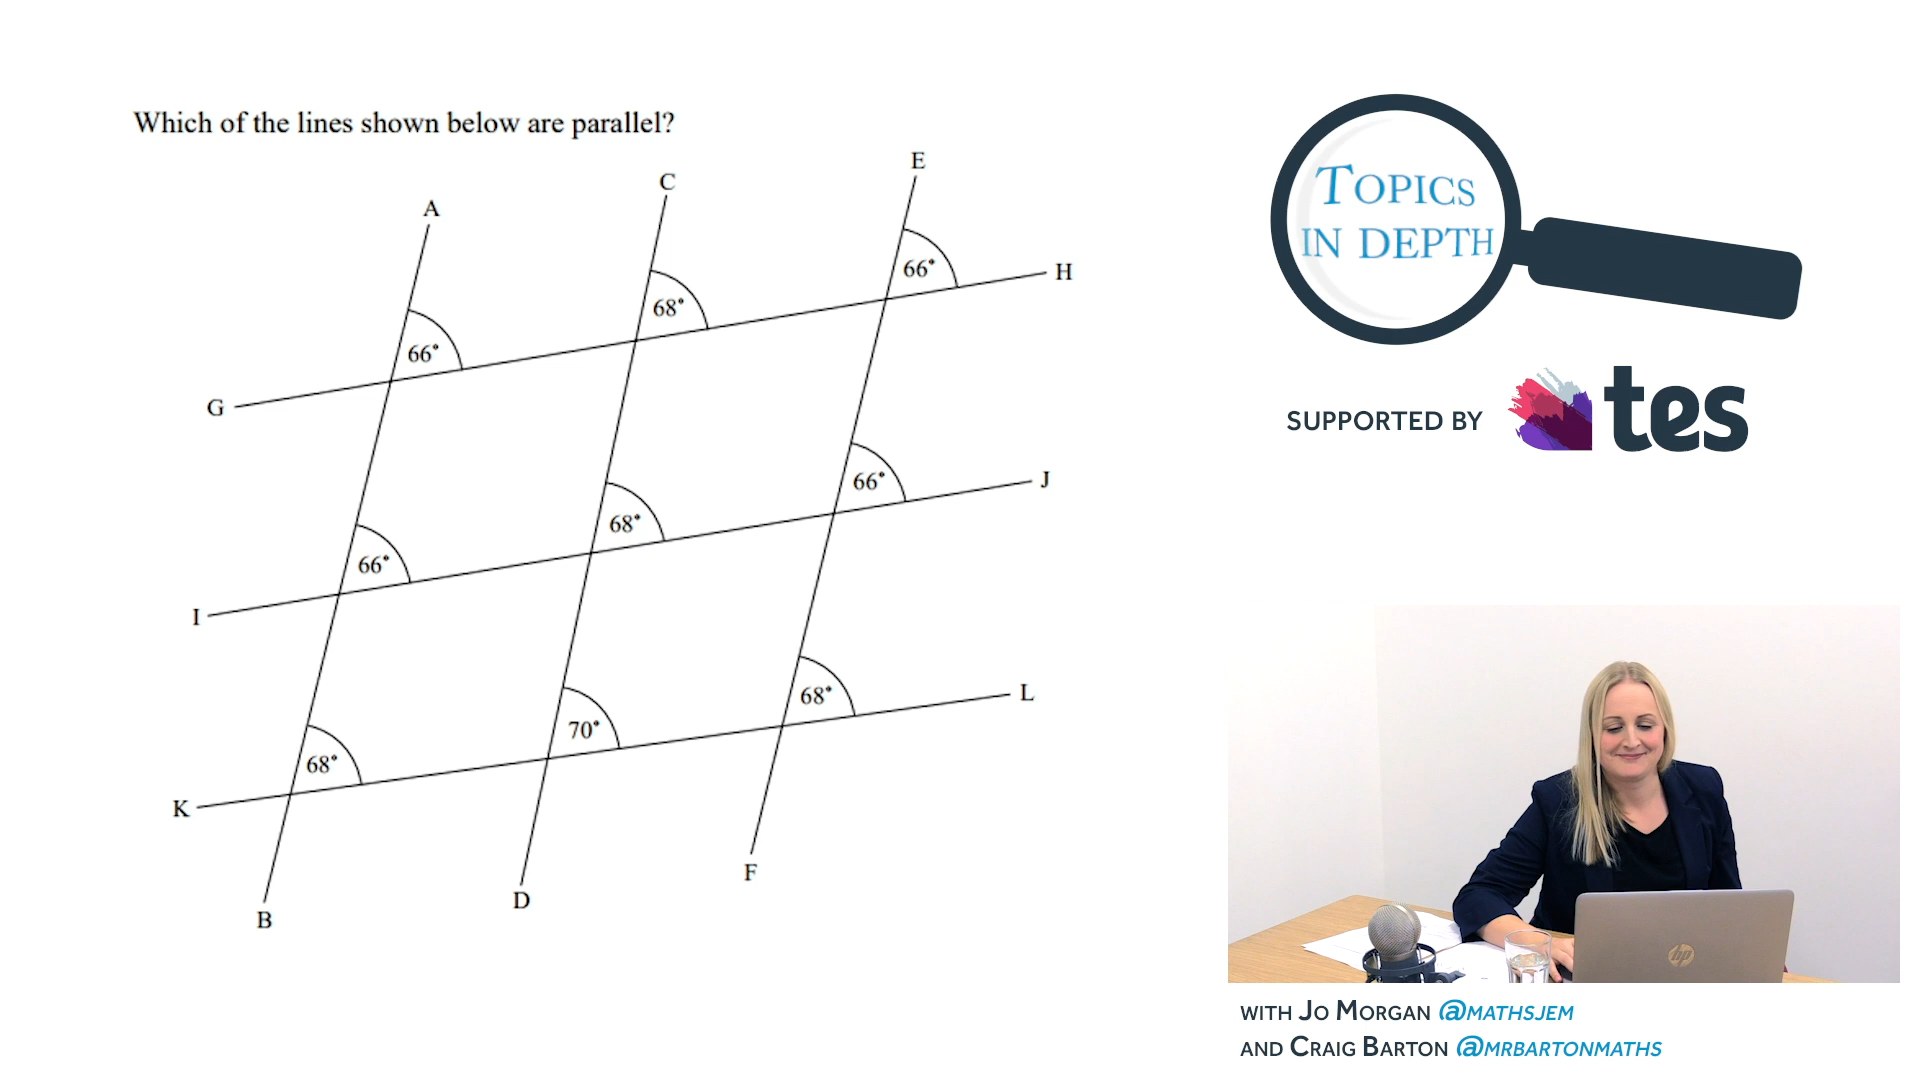 Which of the lines shown below are parallel?
A
C
E
66°
68°
66°
G
H
66°
68°
66°
I
J
68°
70°
68°
K
L
B
D
F
TOPICS
IN DEPTH
SUPPORTED BY tes
hp
WITH JO MORGAN @MATHSJEM
AND CRAIG BARTON @MRBARTONMATHS